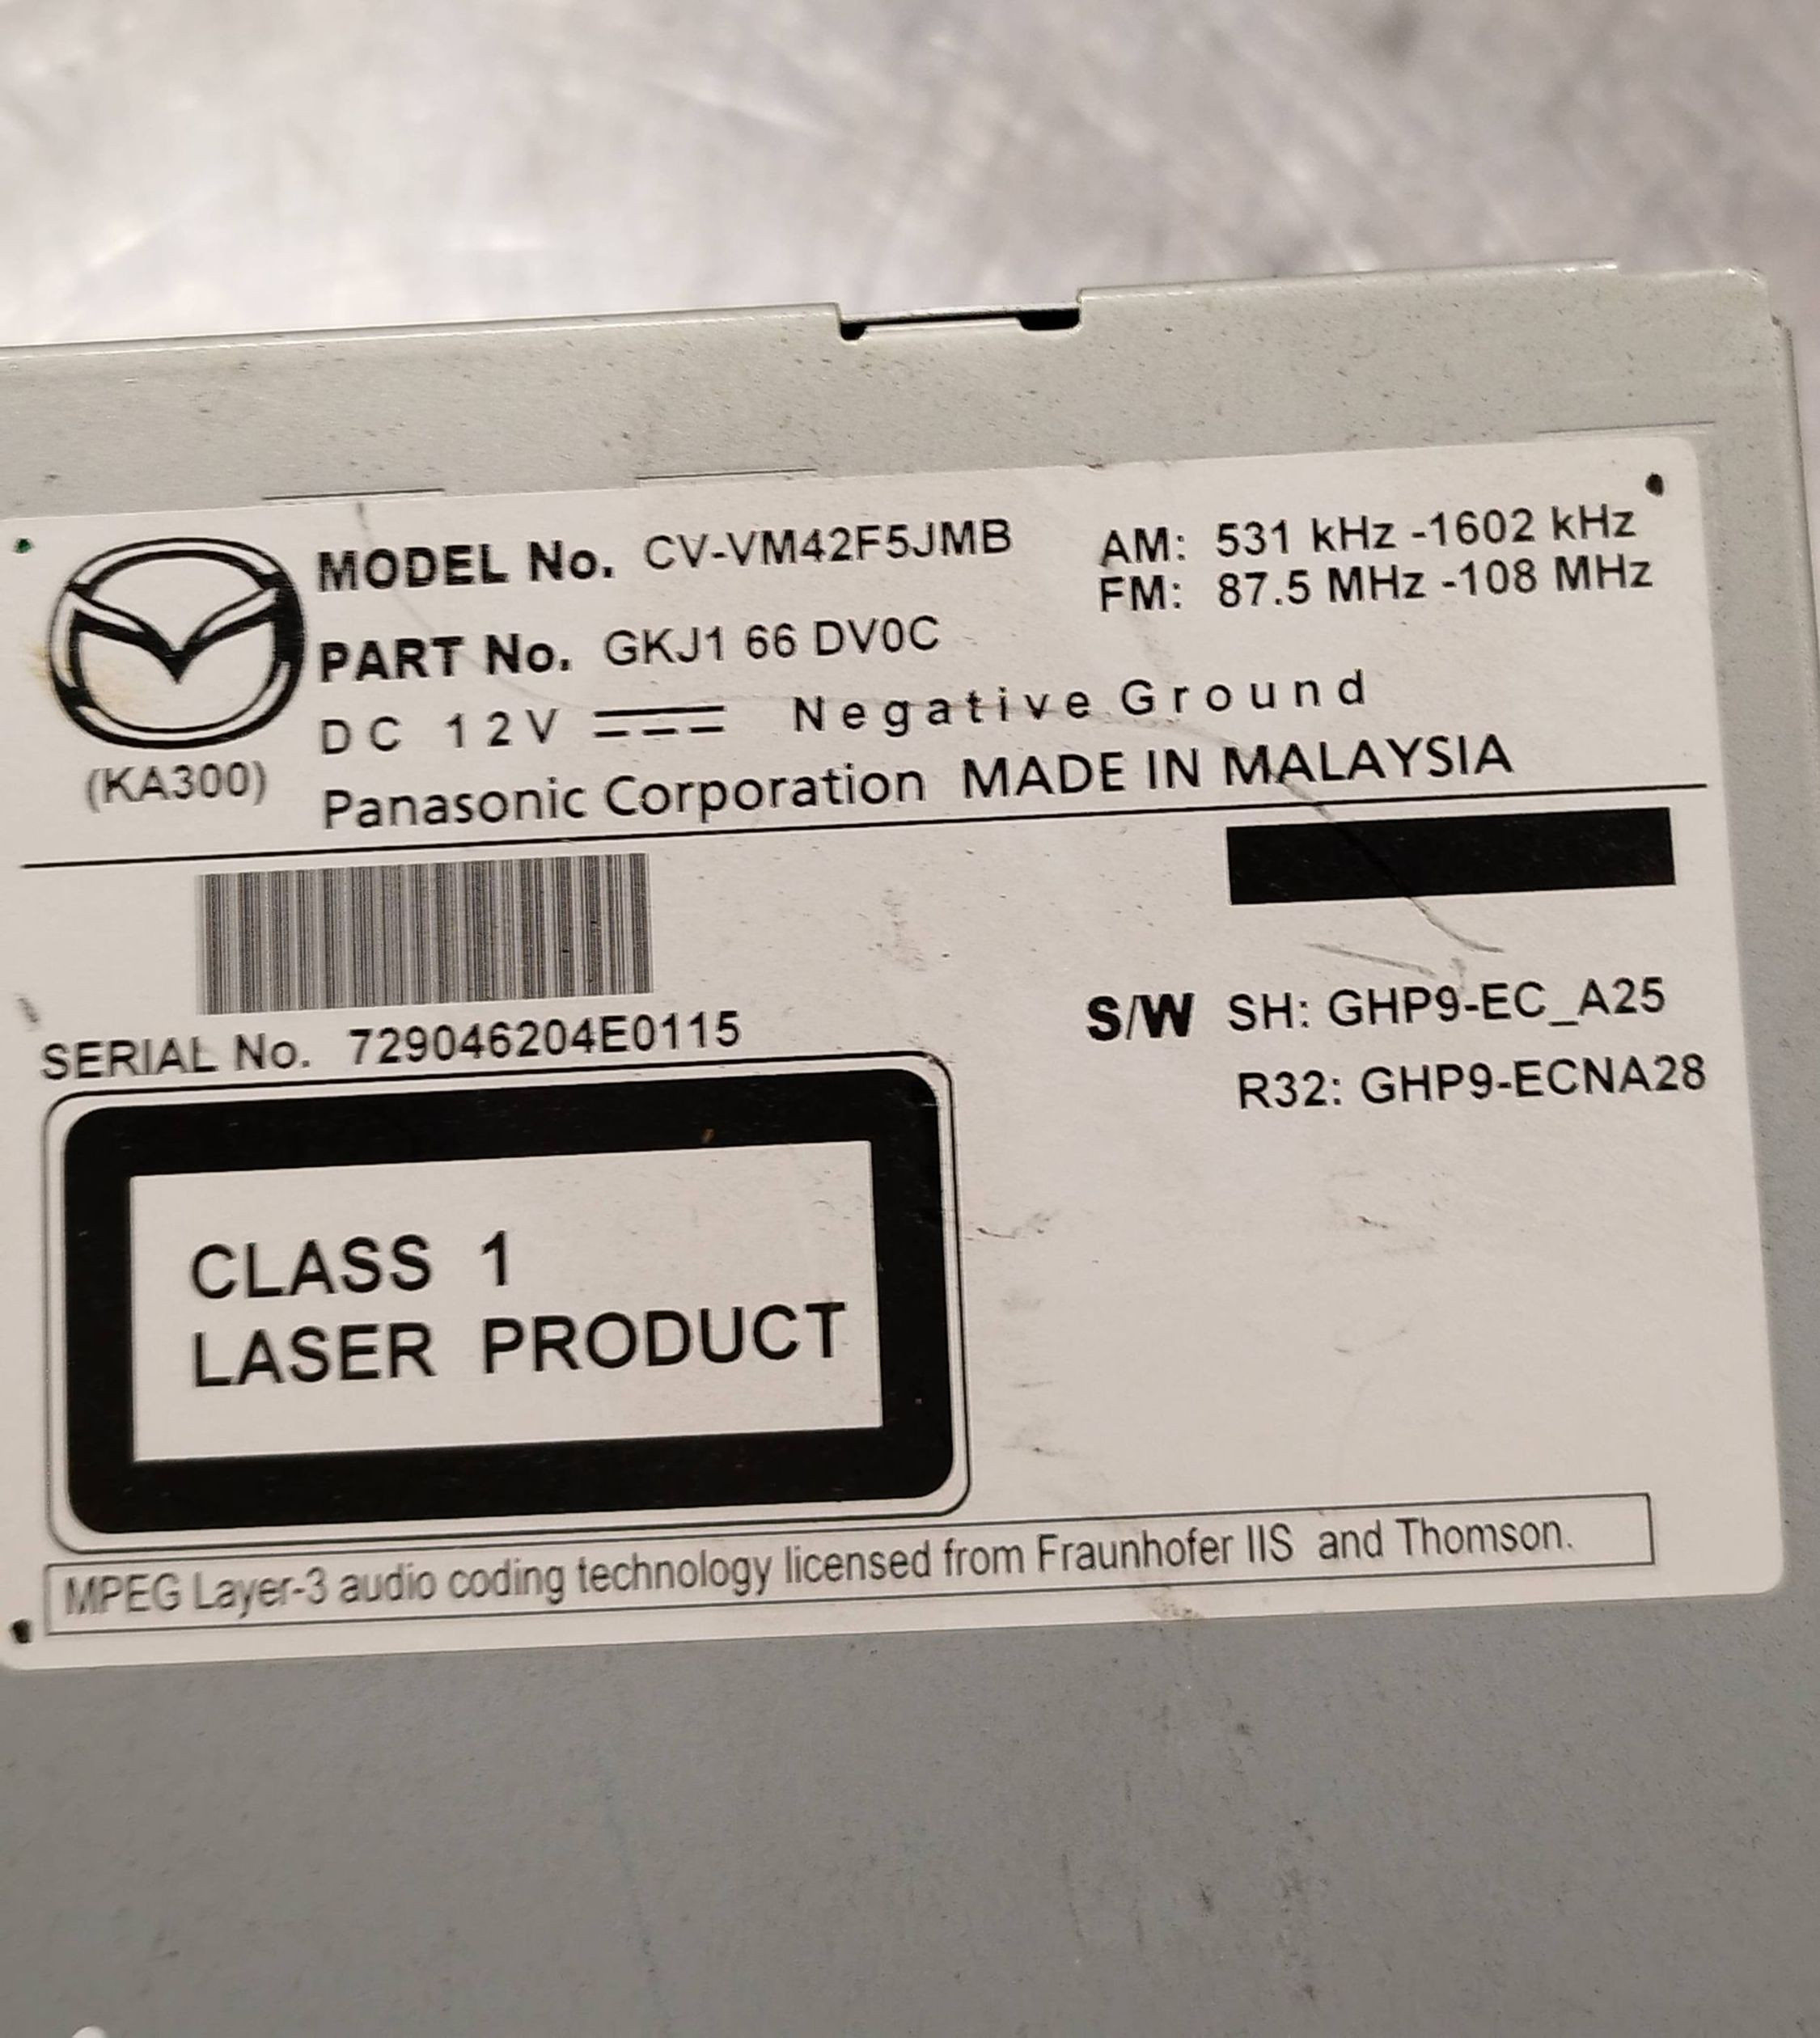 MODEL No. CV-VM42F5JMB
AM: 531 kHz -1602 kHz
FM: 87.5 MHz -108 MHz
PART No. GKJ1 66 DV0C
DC 12V Negative Ground
(KA300)
Panasonic Corporation MADE IN MALAYSIA
SERIAL No. 729046204E0115
S/W SH: GHP9-EC_A25
R32: GHP9-ECNA28
CLASS 1
LASER PRODUCT
MPEG Layer-3 audio coding technology licensed from Fraunhofer IIS and Thomson.